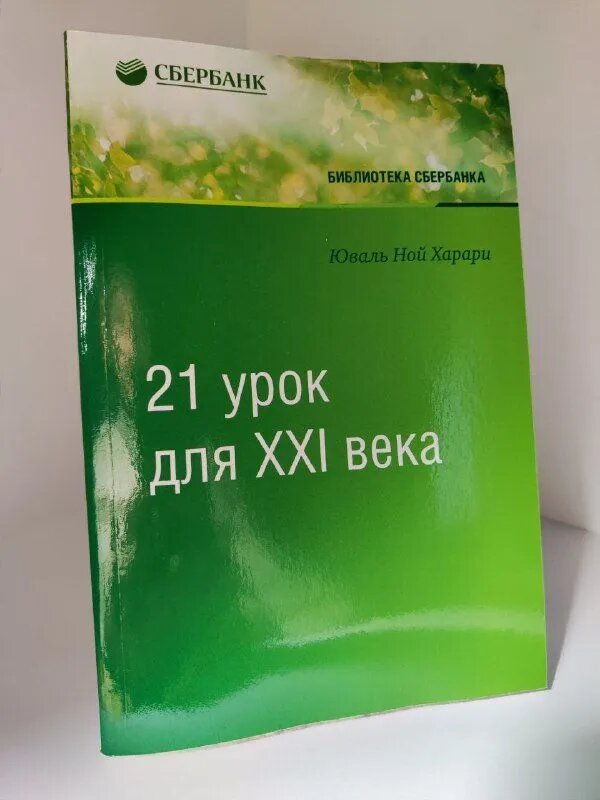 СБЕРБАНК
БИБЛИОТЕКА СБЕРБАНКА
Юваль Ной Харари
21 урок
для XXI века